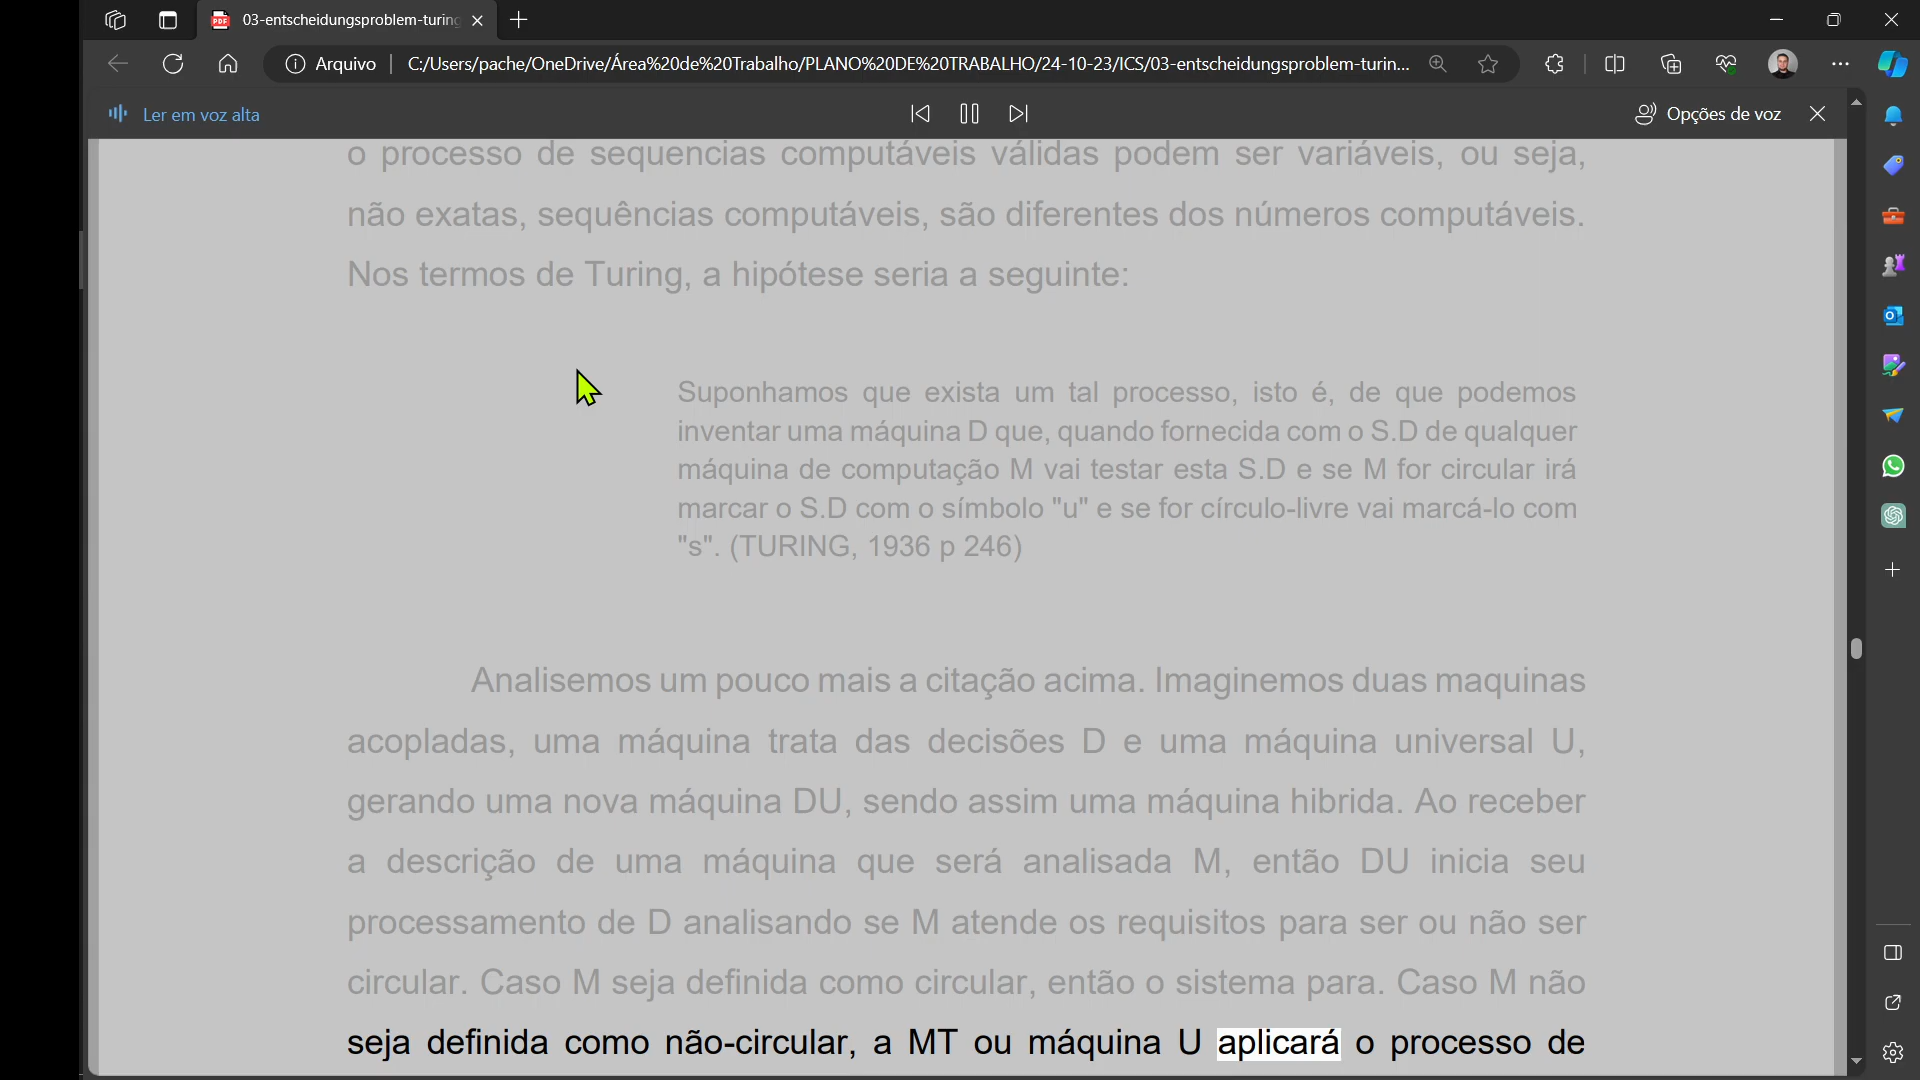 03-entscheidungsproblem-turing
Arquivo
C:/Users/pache/OneDrive/Área%20de%20Trabalho/PLANO%20DE%20TRABALHO/24-10-23/ICS/03-entscheidungsproblem-turin...
Ler em voz alta
Opções de voz
o processo de sequencias computáveis válidas podem ser variáveis, ou seja,
não exatas, sequências computáveis, são diferentes dos números computáveis.
Nos termos de Turing, a hipótese seria a seguinte:
Suponhamos que exista um tal processo, isto é, de que podemos
inventar uma máquina D que, quando fornecida com o S.D de qualquer
máquina de computação M vai testar esta S.D e se M for circular irá
marcar o S.D com o símbolo "u" e se for círculo-livre vai marcá-lo com
"s". (TURING, 1936 p 246)
Analisemos um pouco mais a citação acima. Imaginemos duas maquinas
acopladas, uma máquina trata das decisões D e uma máquina universal U,
gerando uma nova máquina DU, sendo assim uma máquina hibrida. Ao receber
a descrição de uma máquina que será analisada M, então DU inicia seu
processamento de D analisando se M atende os requisitos para ser ou não ser
circular. Caso M seja definida como circular, então o sistema para. Caso M não
seja definida como não-circular, a MT ou máquina U aplicará o processo de